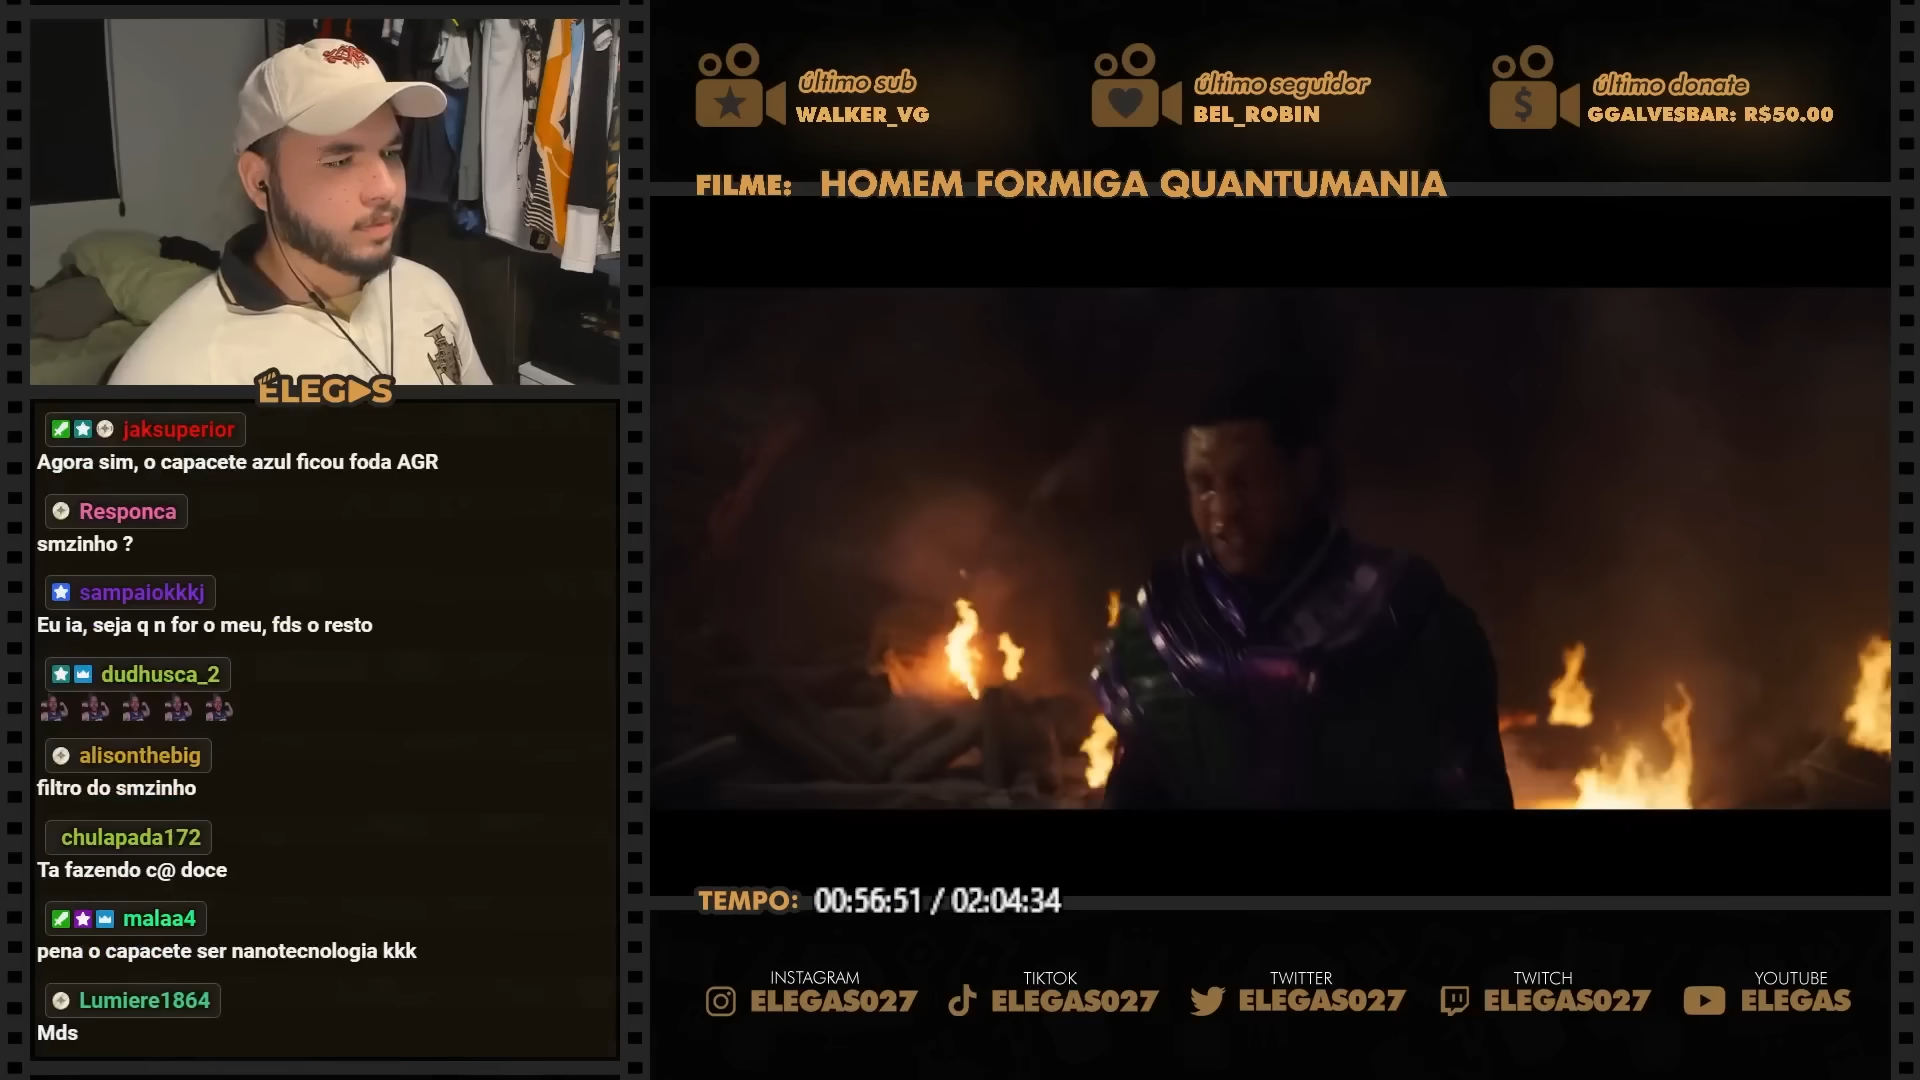 último sub
WALKER_VG
último seguidor
BEL_ROBIN
último donate
GGALVESBAR: R$50.00
FILME: HOMEM FORMIGA QUANTUMANIA
ELEGAS
jaksuperior
Agora sim, o capacete azul ficou foda AGR
Responca
smzinho ?
sampaiokkkj
Eu ia, seja q n for o meu, fds o resto
dudhusca_2
alisonthebig
filtro do smzinho
chulapada172
Ta fazendo c@ doce
malaa4
pena o capacete ser nanotecnologia kkk
Lumiere1864
Mds
TEMPO: 00:56:51 / 02:04:34
INSTAGRAM
ELEGAS027
TIKTOK
ELEGAS027
TWITTER
ELEGAS027
TWITCH
ELEGAS027
YOUTUBE
ELEGAS